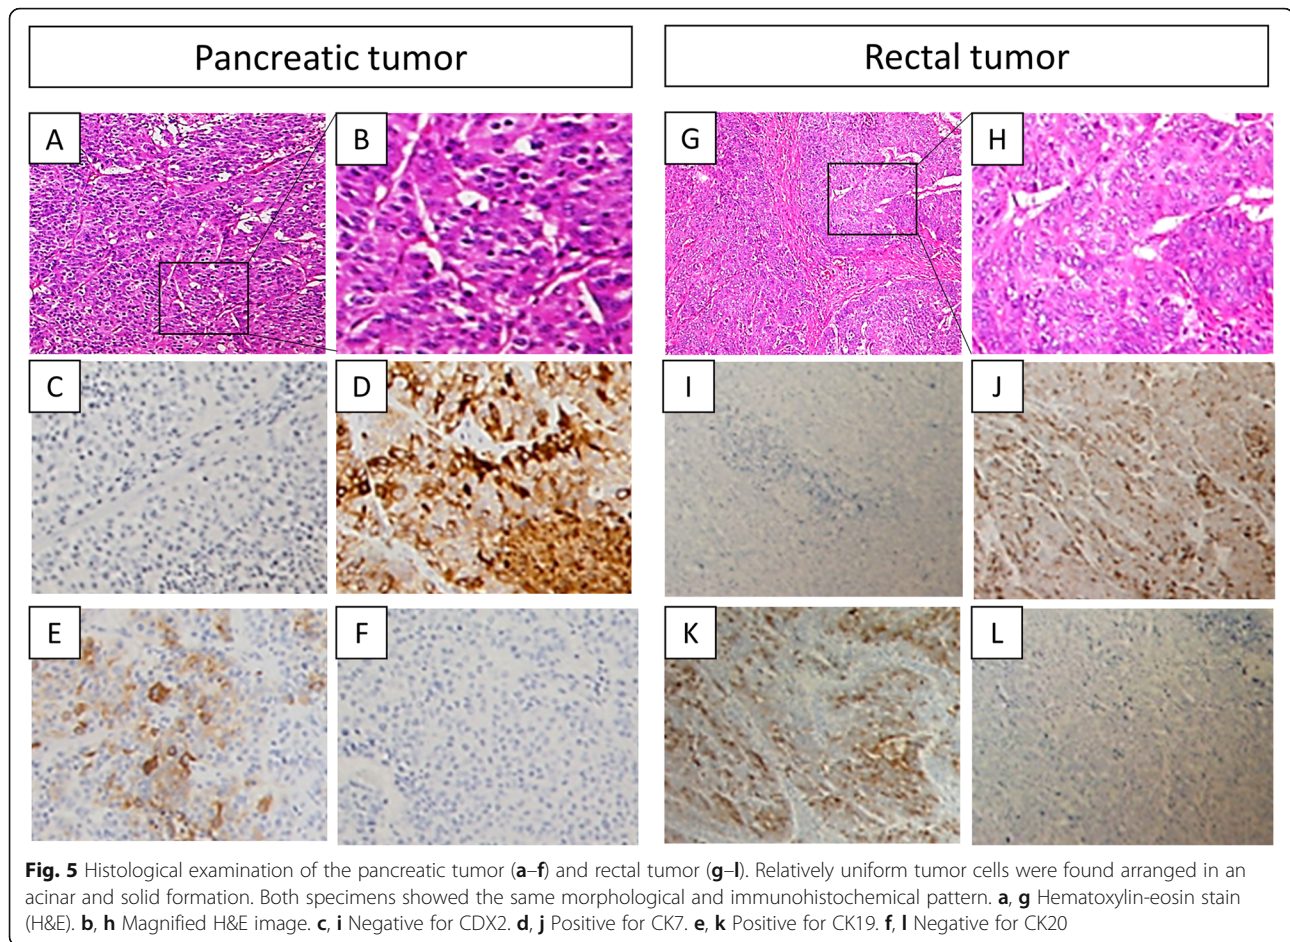 Pancreatic tumor
Rectal tumor
A
B
G
H
C
D
I
J
E
F
K
L
Fig. 5 Histological examination of the pancreatic tumor (a–f) and rectal tumor (g–l). Relatively uniform tumor cells were found arranged in an
acinar and solid formation. Both specimens showed the same morphological and immunohistochemical pattern. a, g Hematoxylin-eosin stain
(H&E). b, h Magnified H&E image. c, i Negative for CDX2. d, j Positive for CK7. e, k Positive for CK19. f, l Negative for CK20